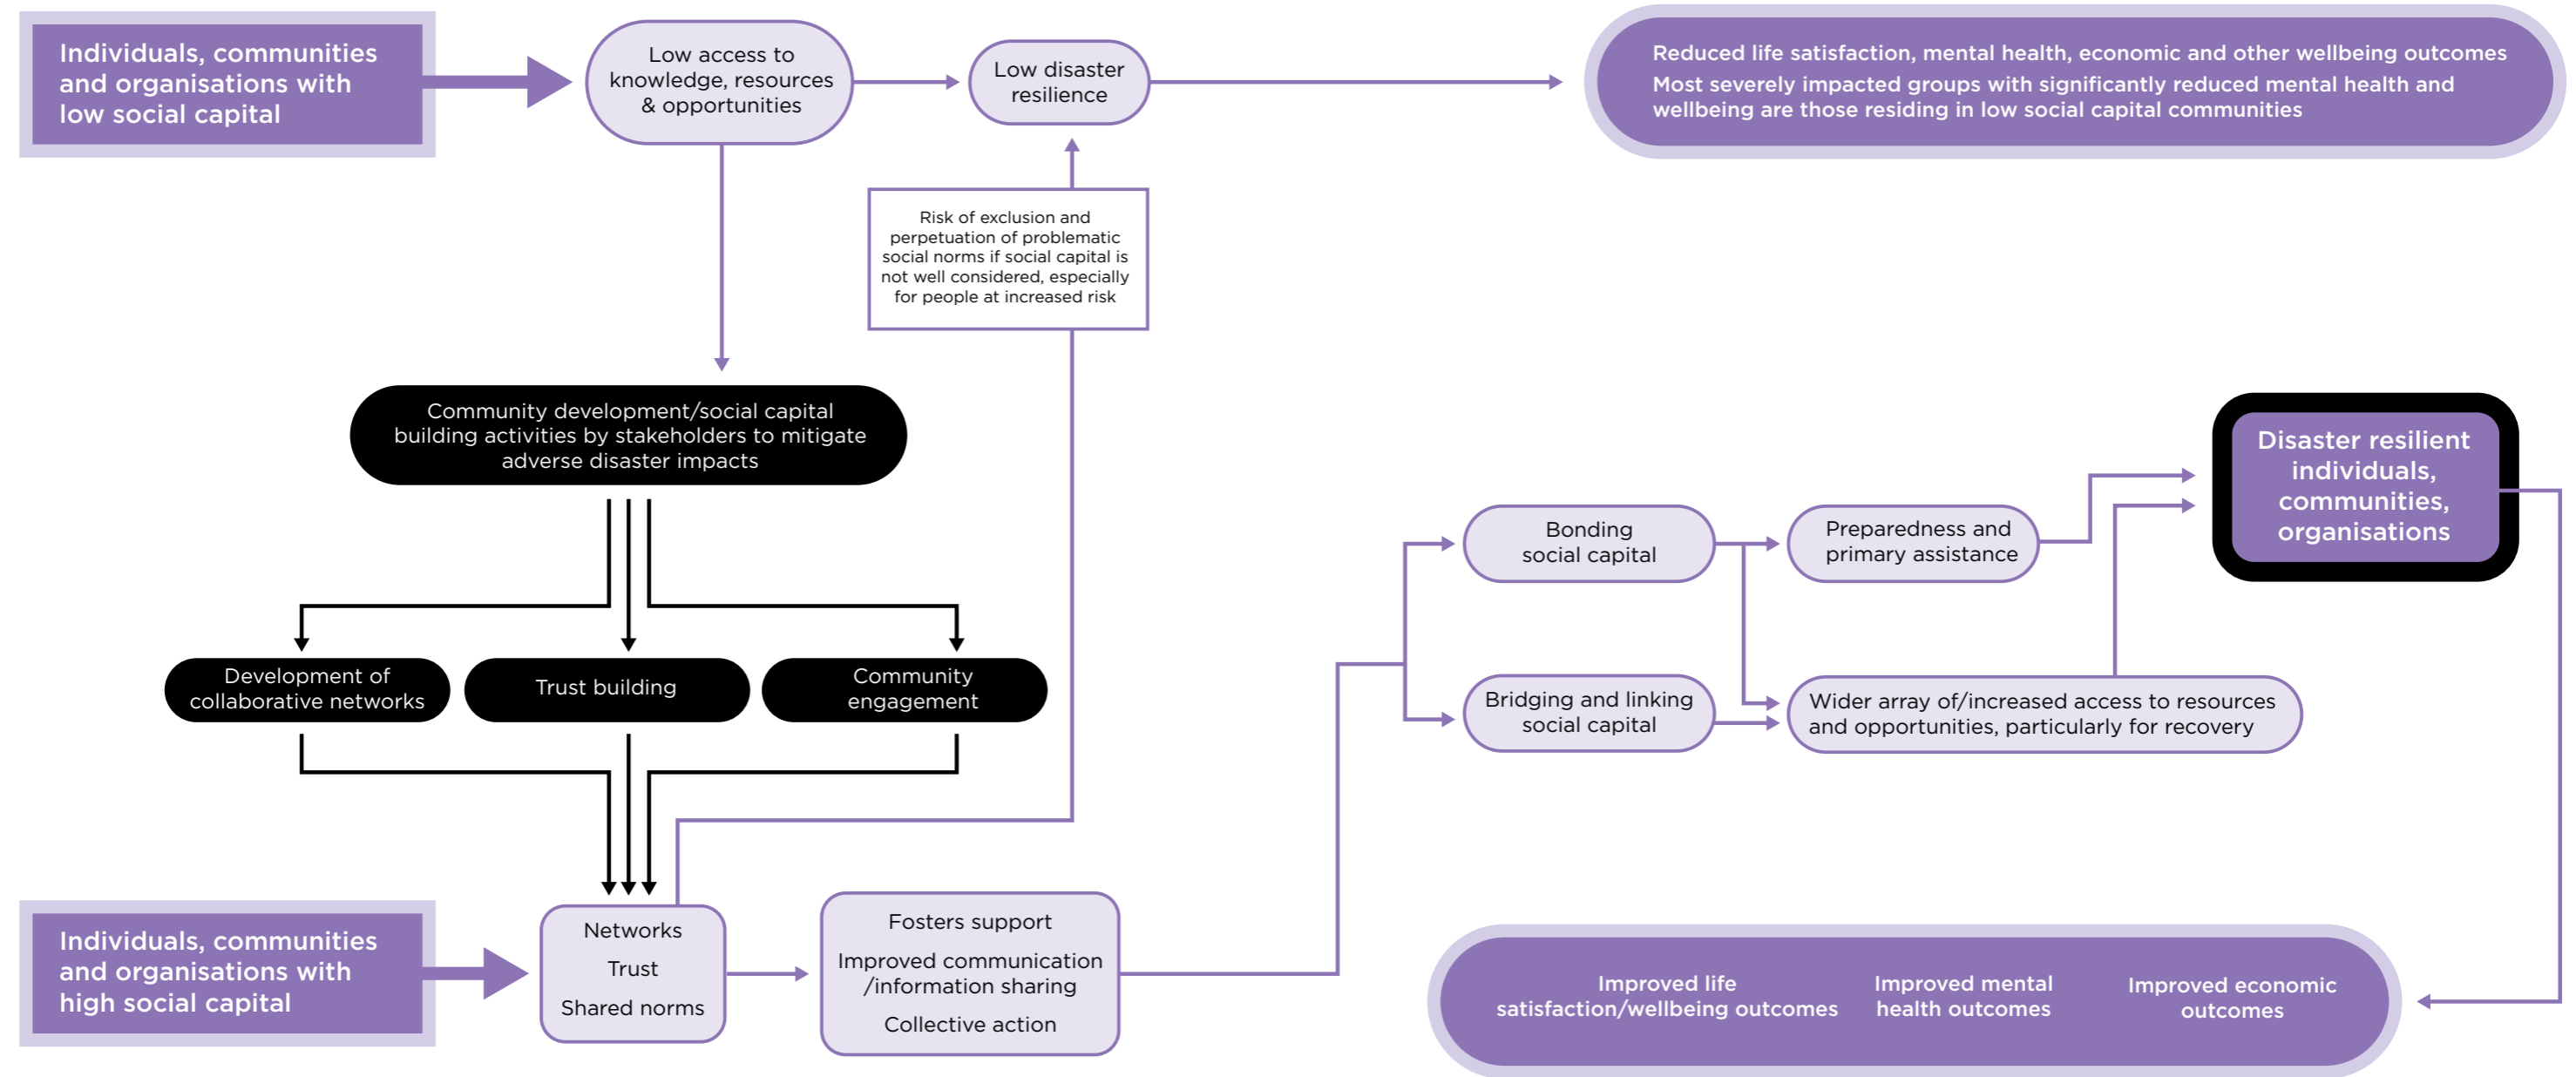 Individuals, communities
and organisations with
low social capital
Low access to
knowledge, resources
& opportunities
Low disaster
resilience
Reduced life satisfaction, mental health, economic and other wellbeing outcomes
Most severely impacted groups with significantly reduced mental health and
wellbeing are those residing in low social capital communities
Risk of exclusion and
perpetuation of problematic
social norms if social capital is
not well considered, especially
for people at increased risk
Community development/social capital
building activities by stakeholders to mitigate
adverse disaster impacts
Development of
collaborative networks
Trust building
Community
engagement
Bonding
social capital
Preparedness and
primary assistance
Disaster resilient
individuals,
communities,
organisations
Bridging and linking
social capital
Wider array of/increased access to resources
and opportunities, particularly for recovery
Individuals, communities
and organisations with
high social capital
Networks
Trust
Shared norms
Fosters support
Improved communication
/information sharing
Collective action
Improved life
satisfaction/wellbeing outcomes
Improved mental
health outcomes
Improved economic
outcomes